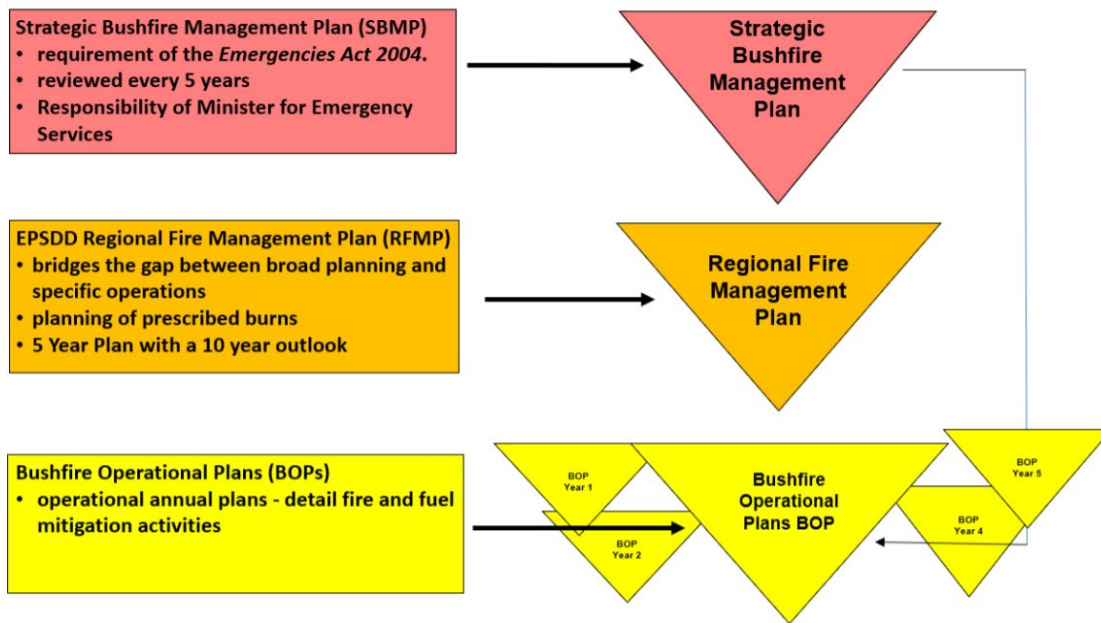 Strategic Bushfire Management Plan (SBMP)
• requirement of the Emergencies Act 2004.
• reviewed every 5 years
• Responsibility of Minister for Emergency
Services
Strategic
Bushfire
Management
Plan
EPSDD Regional Fire Management Plan (RFMP)
• bridges the gap between broad planning and
specific operations
• planning of prescribed burns
• 5 Year Plan with a 10 year outlook
Regional Fire
Management
Plan
Bushfire Operational Plans (BOPs)
• operational annual plans - detail fire and fuel
mitigation activities
BOP
Year 1
BOP
Year 2
Bushfire
Operational
Plans BOP
BOP
Year 4
BOP
Year 5